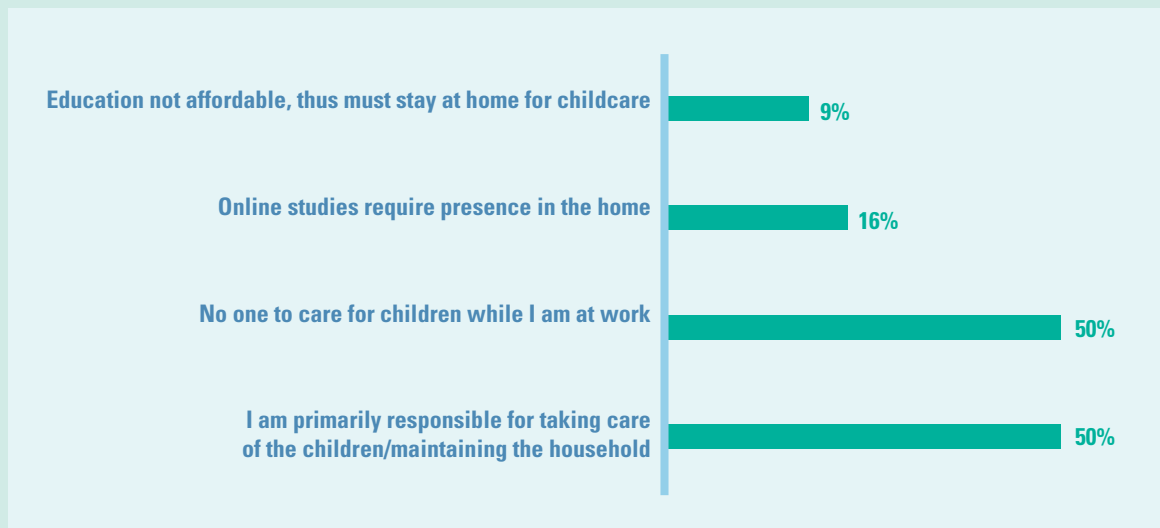 Education not affordable, thus must stay at home for childcare
9%
Online studies require presence in the home
16%
No one to care for children while I am at work
50%
I am primarily responsible for taking care
of the children/maintaining the household
50%